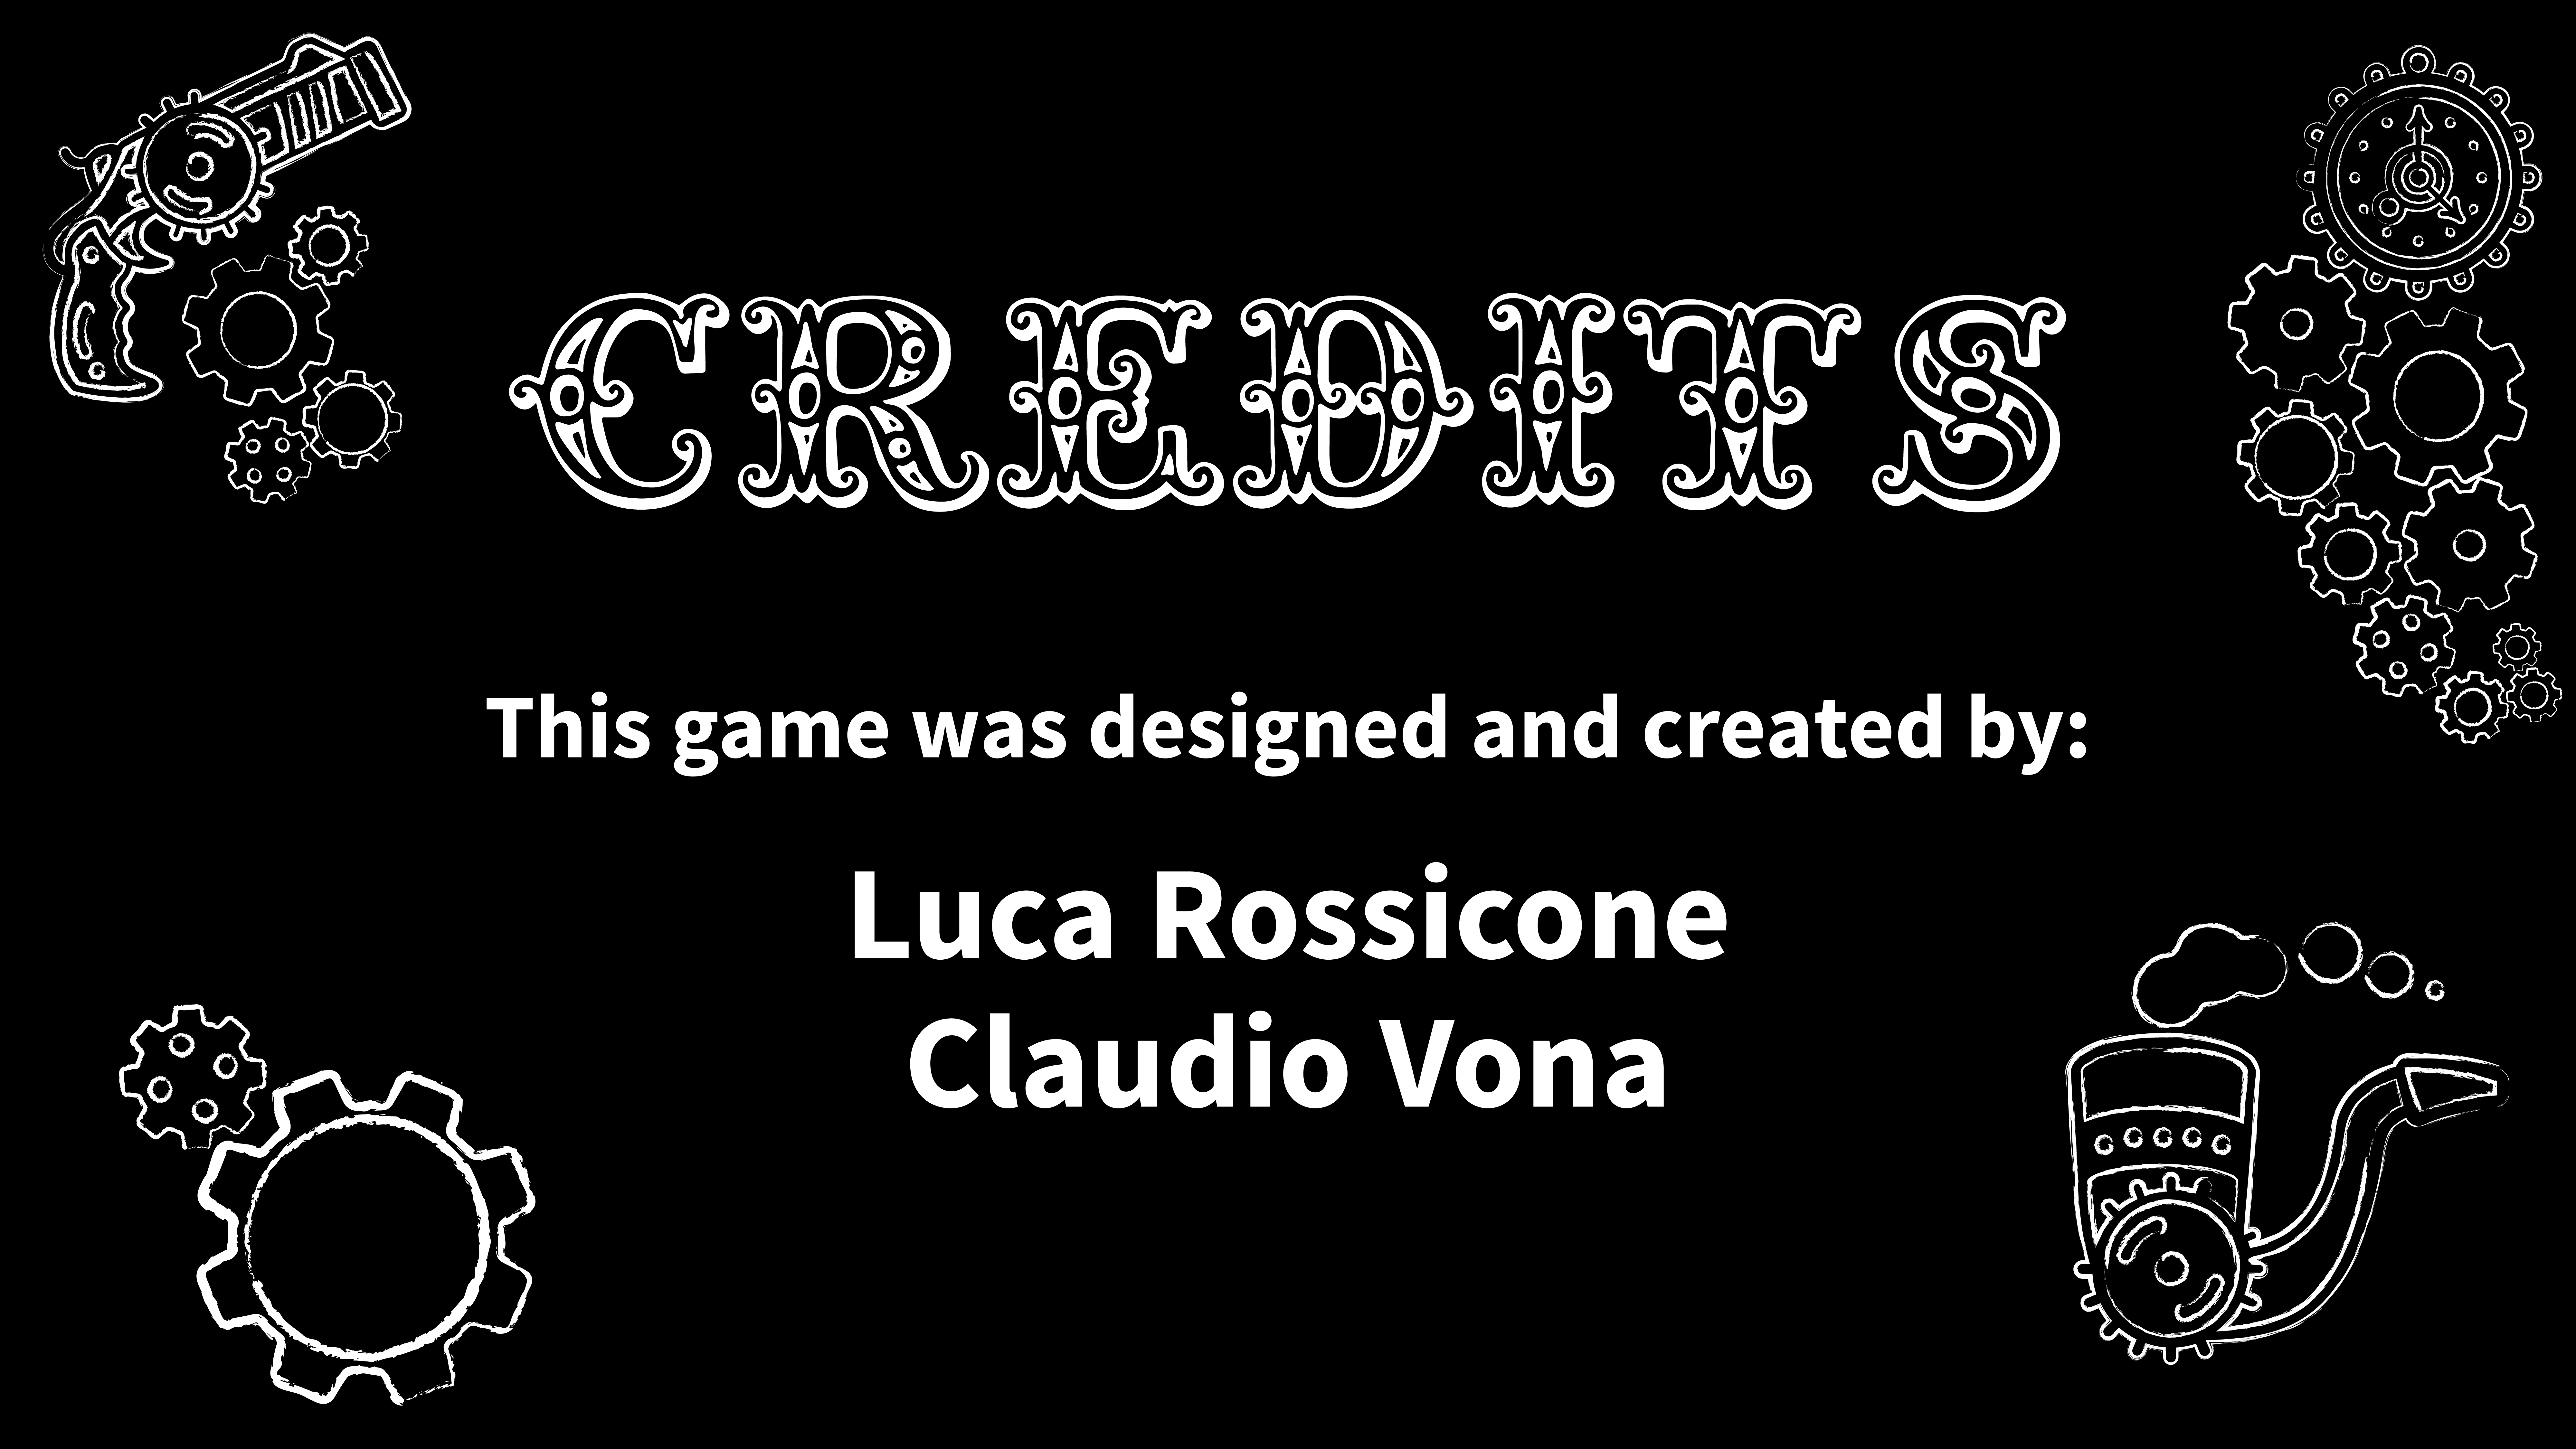 CREDITS
This game was designed and created by:
Luca Rossicone
Claudio Vona